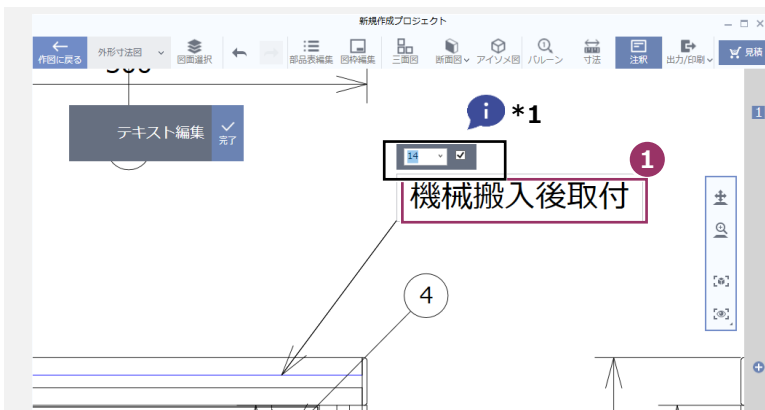 新規作成プロジェクト
作図に戻る
外形寸法図
図面選択
部品表編集
図枠編集
三面図
断面図
アイソメ図
バルーン
寸法
注釈
出力/印刷
見積
テキスト編集
完了
i *1
1
14
1
機械搬入後取付
4